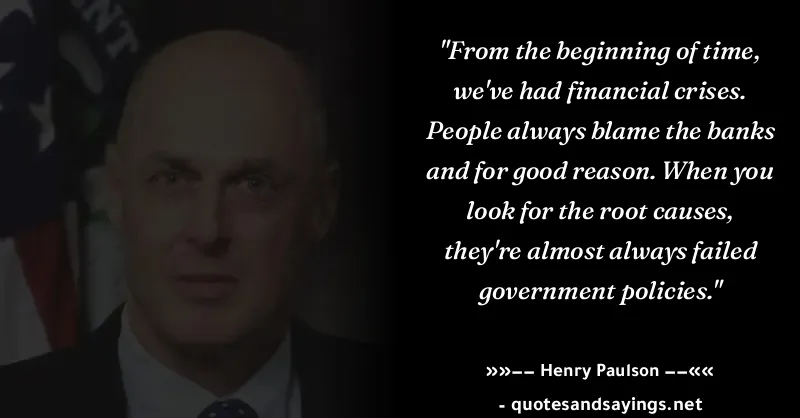 ENT
"From the beginning of time,
we've had financial crises.
People always blame the banks
and for good reason. When you
look for the root causes,
they're almost always failed
government policies."
»»−− Henry Paulson −−««
- quotesandsayings.net